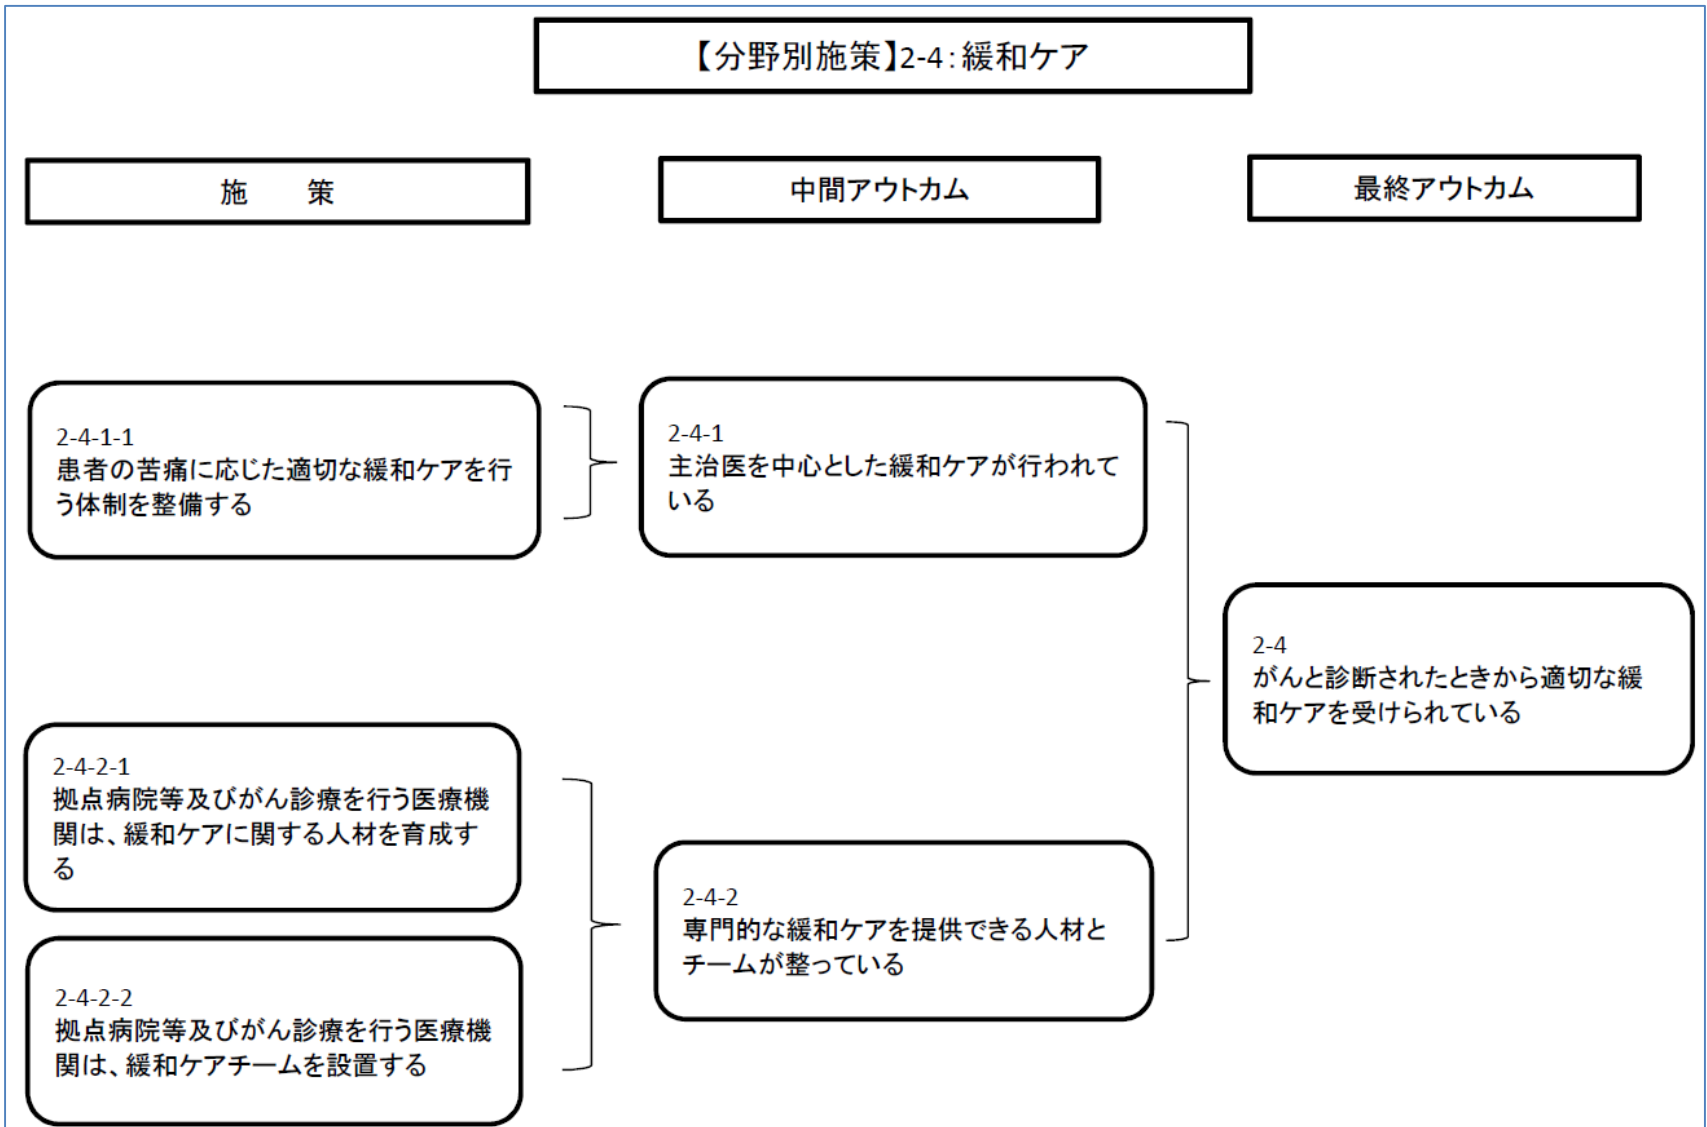 【分野別施策】2-4：緩和ケア
施　　策
中間アウトカム
最終アウトカム
2-4-1-1
患者の苦痛に応じた適切な緩和ケアを行
う体制を整備する
2-4-1
主治医を中心とした緩和ケアが行われて
いる
2-4
がんと診断されたときから適切な緩
和ケアを受けられている
2-4-2-1
拠点病院等及びがん診療を行う医療機
関は、緩和ケアに関する人材を育成す
る
2-4-2
専門的な緩和ケアを提供できる人材と
チームが整っている
2-4-2-2
拠点病院等及びがん診療を行う医療機
関は、緩和ケアチームを設置する